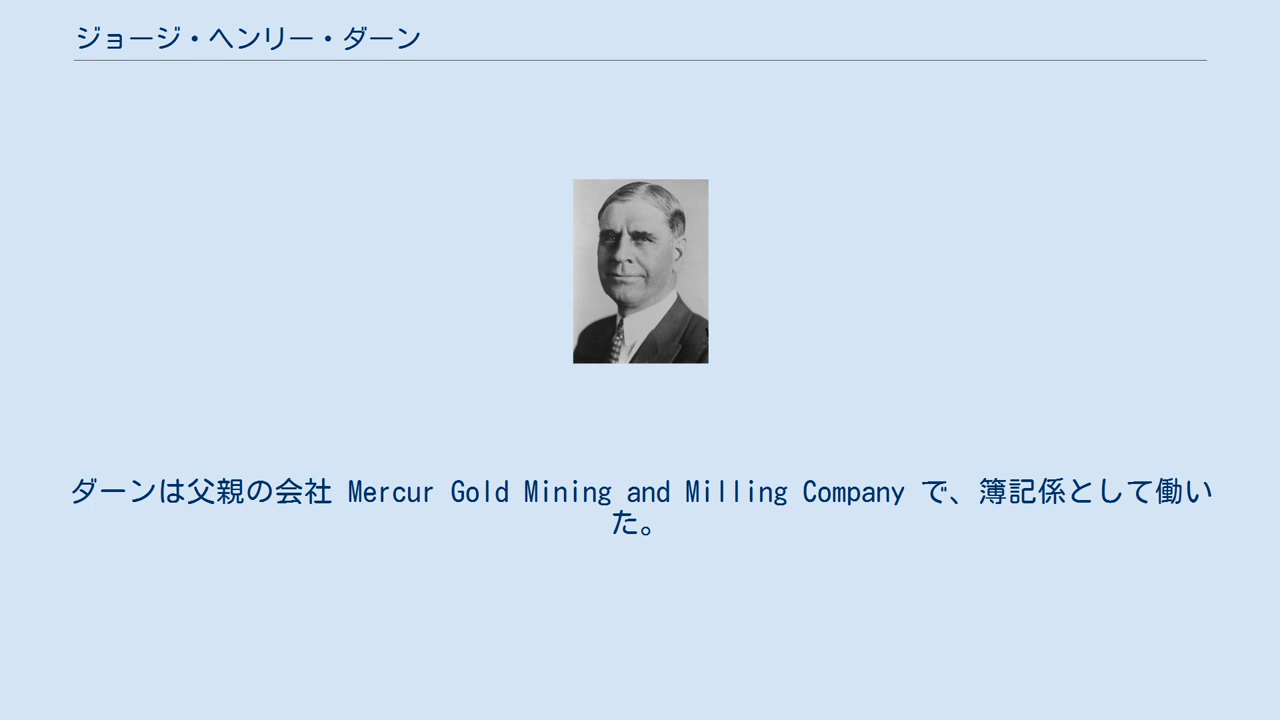 ジョージ・ヘンリー・ダーン
ダーンは父親の会社 Mercur Gold Mining and Milling Company で、簿記係として働い
た。